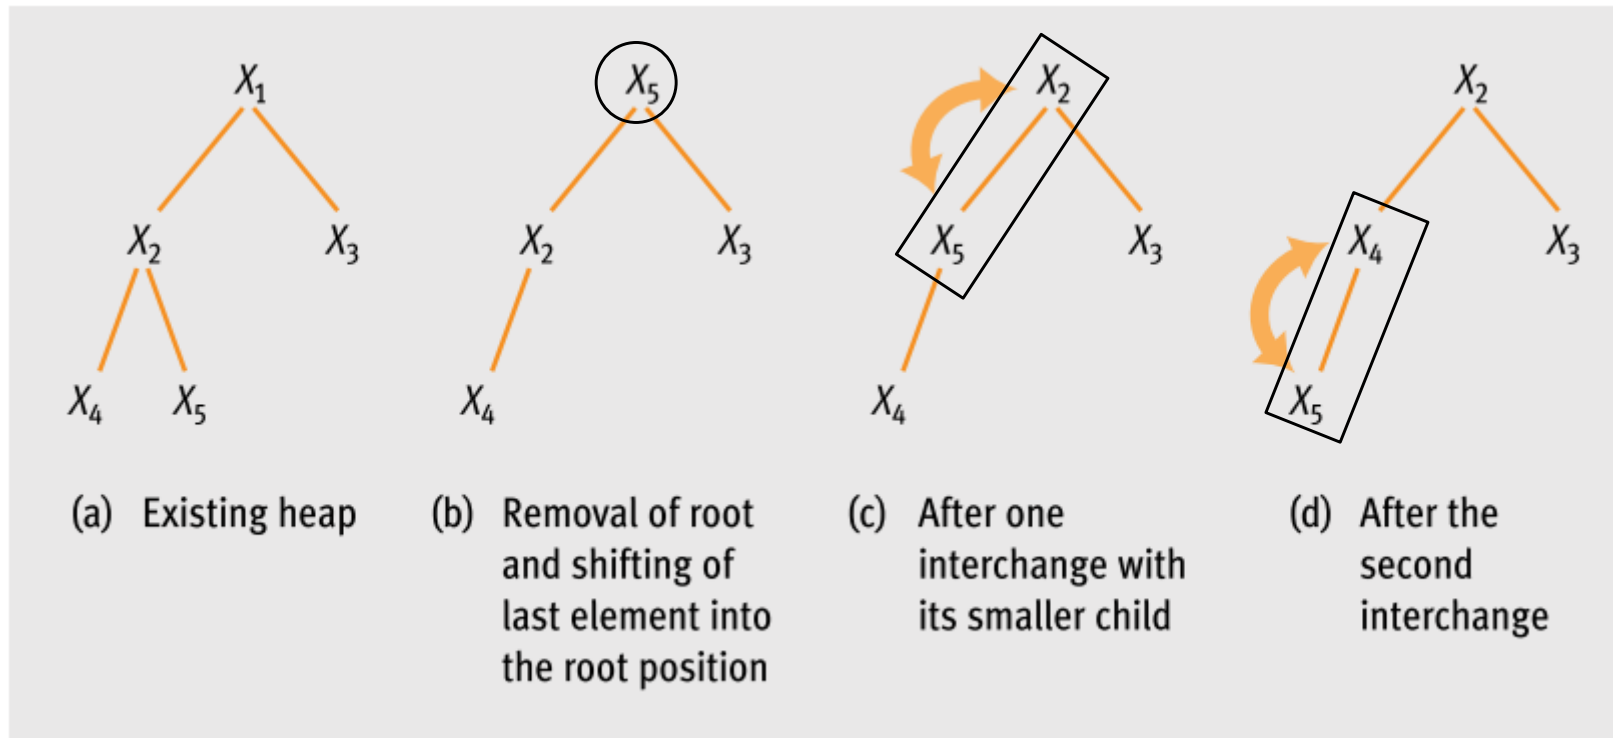 X₁
X₂ X₃
X₄ X₅
(a) Existing heap
X₅
X₂ X₃
X₄
(b) Removal of root
and shifting of
last element into
the root position
X₂
X₅ X₃
X₄
(c) After one
interchange with
its smaller child
X₂
X₄ X₃
X₅
(d) After the
second
interchange